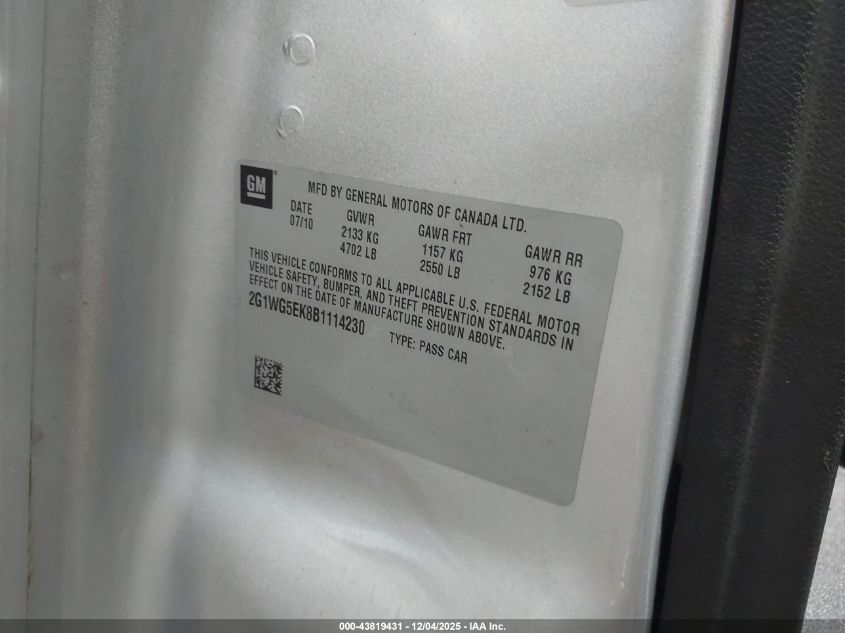 GM
MFD BY GENERAL MOTORS OF CANADA LTD.
DATE GVWR GAWR FRT GAWR RR
07/10 2133 KG 1157 KG 976 KG
4702 LB 2550 LB 2152 LB
THIS VEHICLE CONFORMS TO ALL APPLICABLE U.S. FEDERAL MOTOR
VEHICLE SAFETY, BUMPER, AND THEFT PREVENTION STANDARDS IN
EFFECT ON THE DATE OF MANUFACTURE SHOWN ABOVE.
2G1WG5EK8B1114230 TYPE: PASS CAR
000-43819431 - 12/04/2025 - IAA Inc.